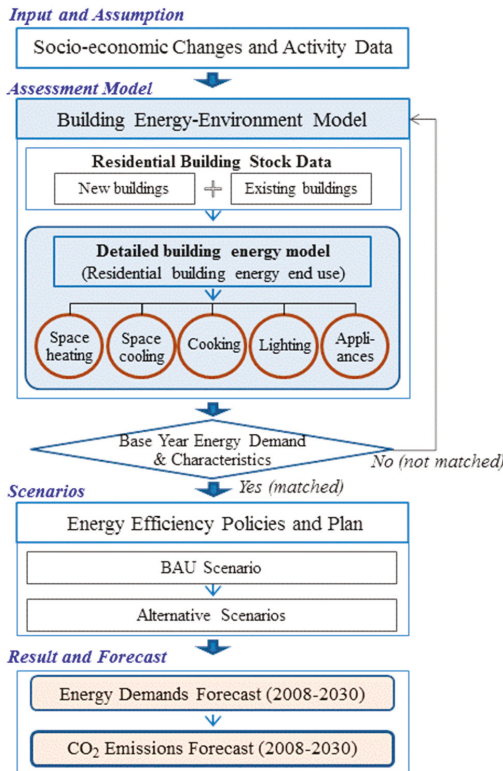 Input and Assumption
Socio-economic Changes and Activity Data
Assessment Model
Building Energy-Environment Model
Residential Building Stock Data
New buildings
Existing buildings
Detailed building energy model
(Residential building energy end use)
Space
heating
Space
cooling
Cooking
Lighting
Appli-
ances
Base Year Energy Demand
& Characteristics
No (not matched)
Yes (matched)
Scenarios
Energy Efficiency Policies and Plan
BAU Scenario
Alternative Scenarios
Result and Forecast
Energy Demands Forecast (2008-2030)
CO₂ Emissions Forecast (2008-2030)